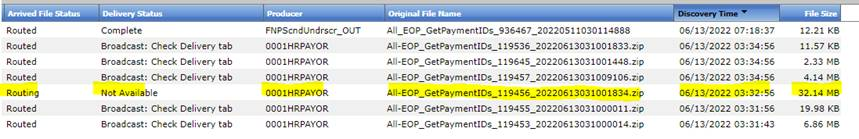 Arrived File Status Delivery Status Producer Original File Name Discovery Time File Size
Routed Complete FNPScndUndrscr_OUT All_EOP_GetPaymentIDs_936467_20220511030114888 06/13/2022 07:18:37 12.21 KB
Routed Broadcast: Check Delivery tab 0001HRPAYOR All-EOP_GetPaymentIDs_119536_20220613031001833.zip 06/13/2022 03:34:56 11.57 KB
Routed Broadcast: Check Delivery tab 0001HRPAYOR All-EOP_GetPaymentIDs_119645_20220613031001448.zip 06/13/2022 03:34:56 2.33 MB
Routed Broadcast: Check Delivery tab 0001HRPAYOR All-EOP_GetPaymentIDs_119457_20220613031009106.zip 06/13/2022 03:34:56 4.14 MB
Routing Not Available 0001HRPAYOR All-EOP_GetPaymentIDs_119456_20220613031001834.zip 06/13/2022 03:32:56 32.14 MB
Routed Broadcast: Check Delivery tab 0001HRPAYOR All-EOP_GetPaymentIDs_119455_20220613031000011.zip 06/13/2022 03:31:56 19.98 KB
Routed Broadcast: Check Delivery tab 0001HRPAYOR All-EOP_GetPaymentIDs_119453_20220613031000014.zip 06/13/2022 03:31:43 6.86 MB